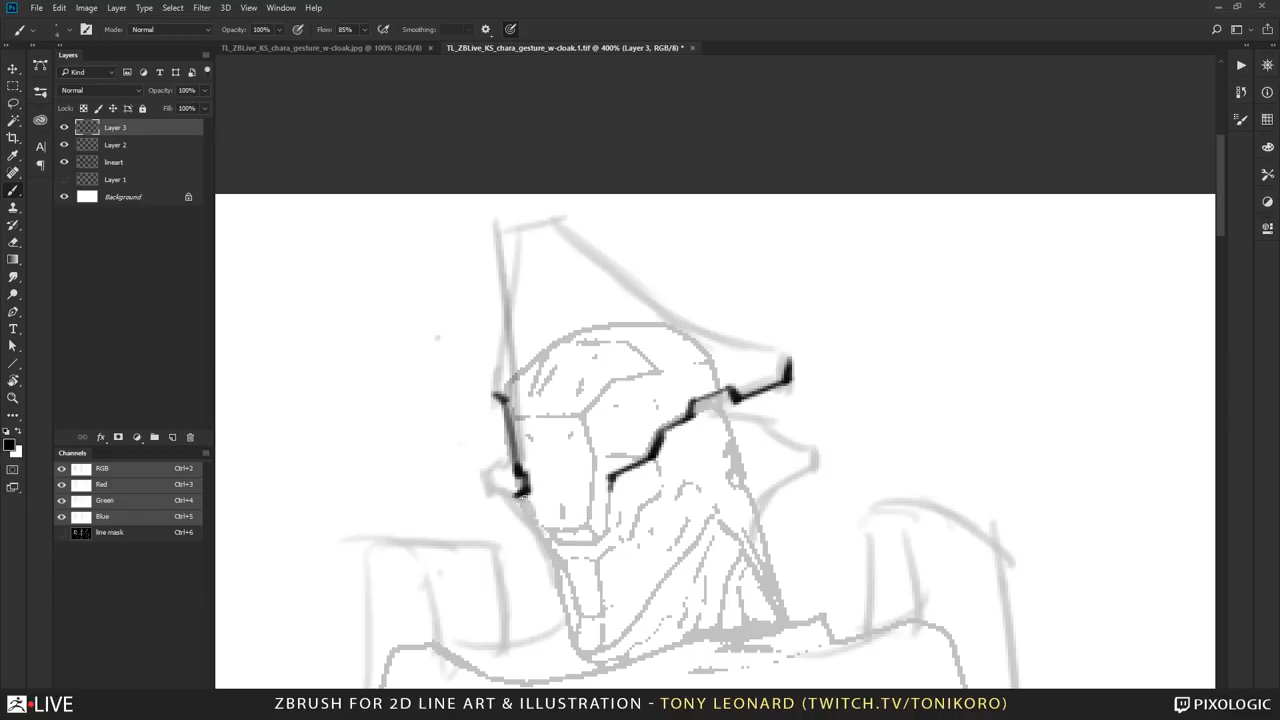 Ps File Edit Image Layer Type Select Filter 3D View Window Help
4 Mode: Normal Opacity: 100% Flow: 85% Smoothing:
TL_ZBLive_KS_chara_gesture_w-cloak.jpg @ 100% (RGB/8) × TL_ZBLive_KS_chara_gesture_w-cloak.1.tif @ 400% (Layer 3, RGB/8) * ×
Layers
Kind
Normal Opacity: 100%
Lock: Fill: 100%
Layer 3
Layer 2
lineart
Layer 1
Background
fx
Channels
RGB Ctrl+2
Red Ctrl+3
Green Ctrl+4
Blue Ctrl+5
line mask Ctrl+6
LIVE ZBRUSH FOR 2D LINE ART & ILLUSTRATION - TONY LEONARD (TWITCH.TV/TONIKORO) PIXOLOGIC